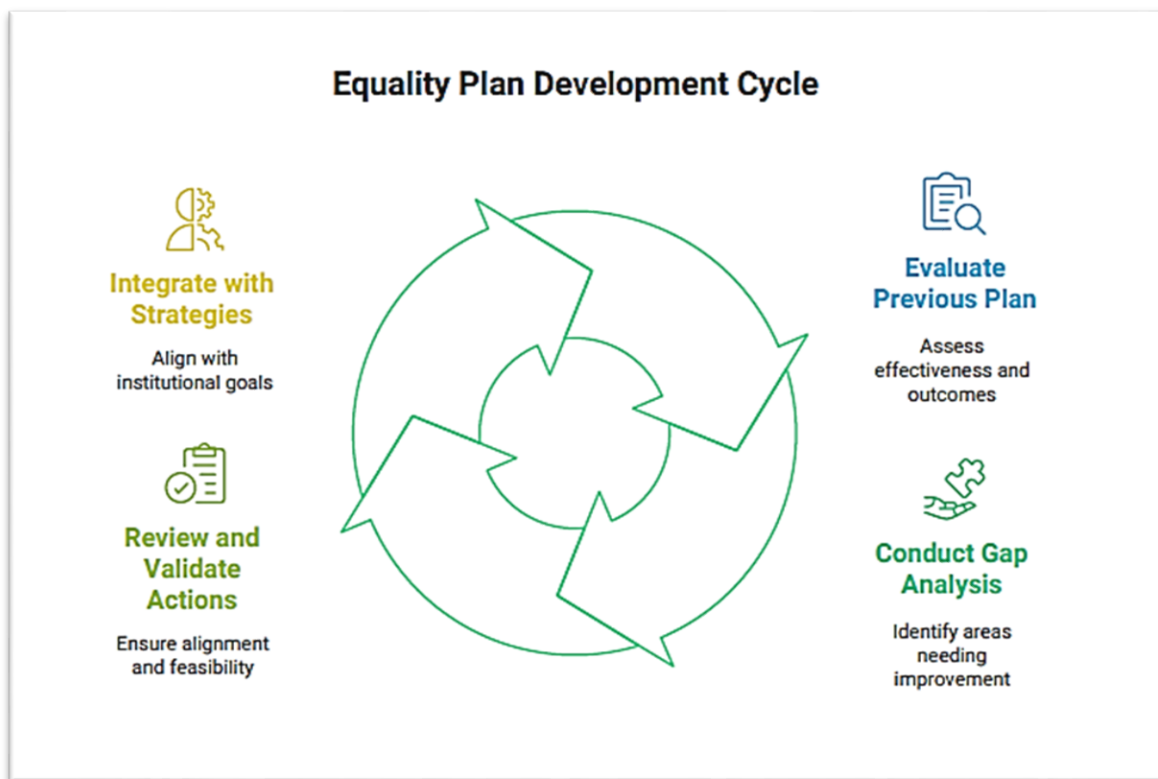 Equality Plan Development Cycle
Integrate with
Strategies
Align with
institutional goals
Evaluate
Previous Plan
Assess
effectiveness and
outcomes
Review and
Validate
Actions
Ensure alignment
and feasibility
Conduct Gap
Analysis
Identify areas
needing
improvement